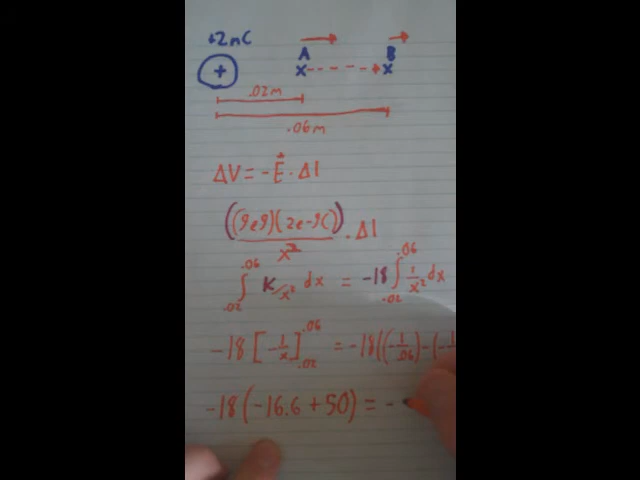 +2nC
A B
+ x x
.02m
.06m
ΔV = -E⃗ · Δl
((9e9)(2e-9C))/x² · Δl
∫.02^.06 K/x² dx = -18 ∫.02^.06 1/x² dx
-18 [-1/x].02^.06 = -18((-1/.06) - (-1
-18(-16.6 + 50) = -